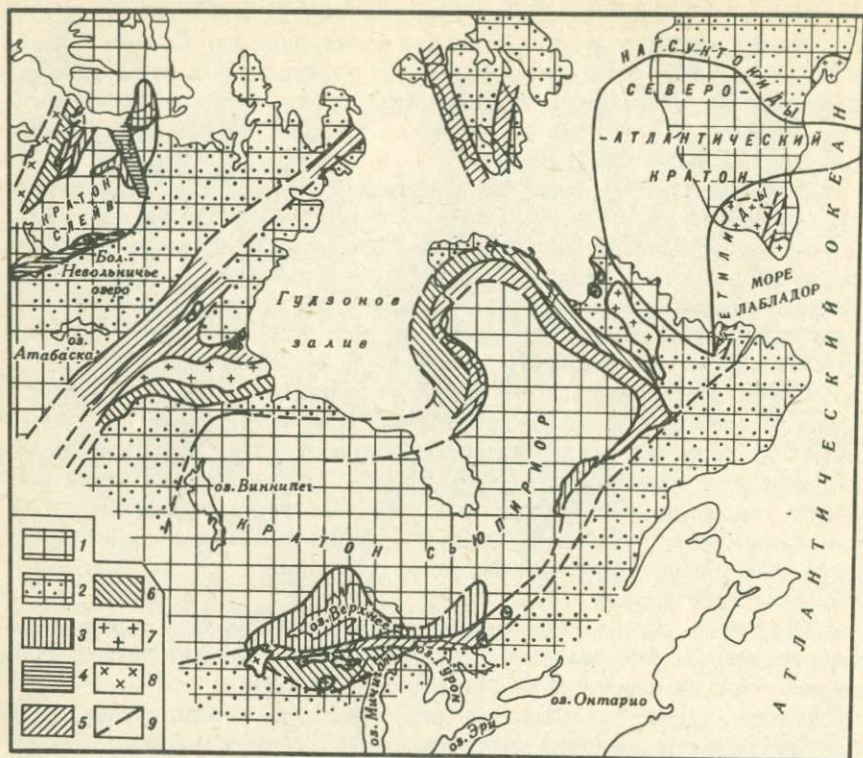 НАГСУГТОКИДЫ
СЕВЕРО-
-АТЛАНТИЧЕСКИЙ
КРАТОН
КРАТОН
СЛЕЙВ
Бол.
Невольничье
озеро
оз.
Атабаска
Гудзонов
залив
КЕТИЛИДЫ
МОРЕ
ЛАБЛАДОР
АТЛАНТИЧЕСКИЙ ОКЕАН
оз. Виннипег
КРАТОН СЬЮПИРИОР
оз. Верхнее
оз. Гурон
оз. Мичиган
оз. Эри
оз. Онтарио
1
2
3
4
5
6
7
8
9